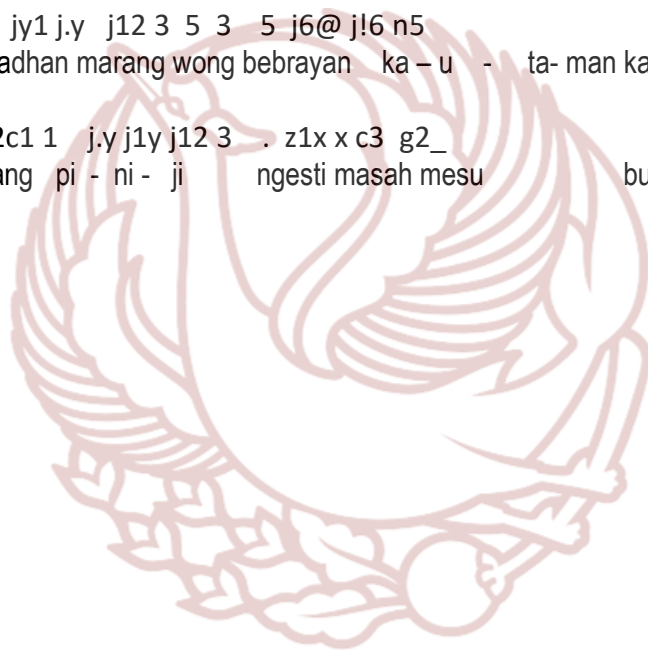 jy1 j.y j12 3 5 3 5 j6@ j!6 n5
adhan marang wong bebrayan ka – u - ta- man ka
2c1 1 j.y j1y j12 3 . z1x x c3 g2_
ang pi - ni - ji ngesti masah mesu bu